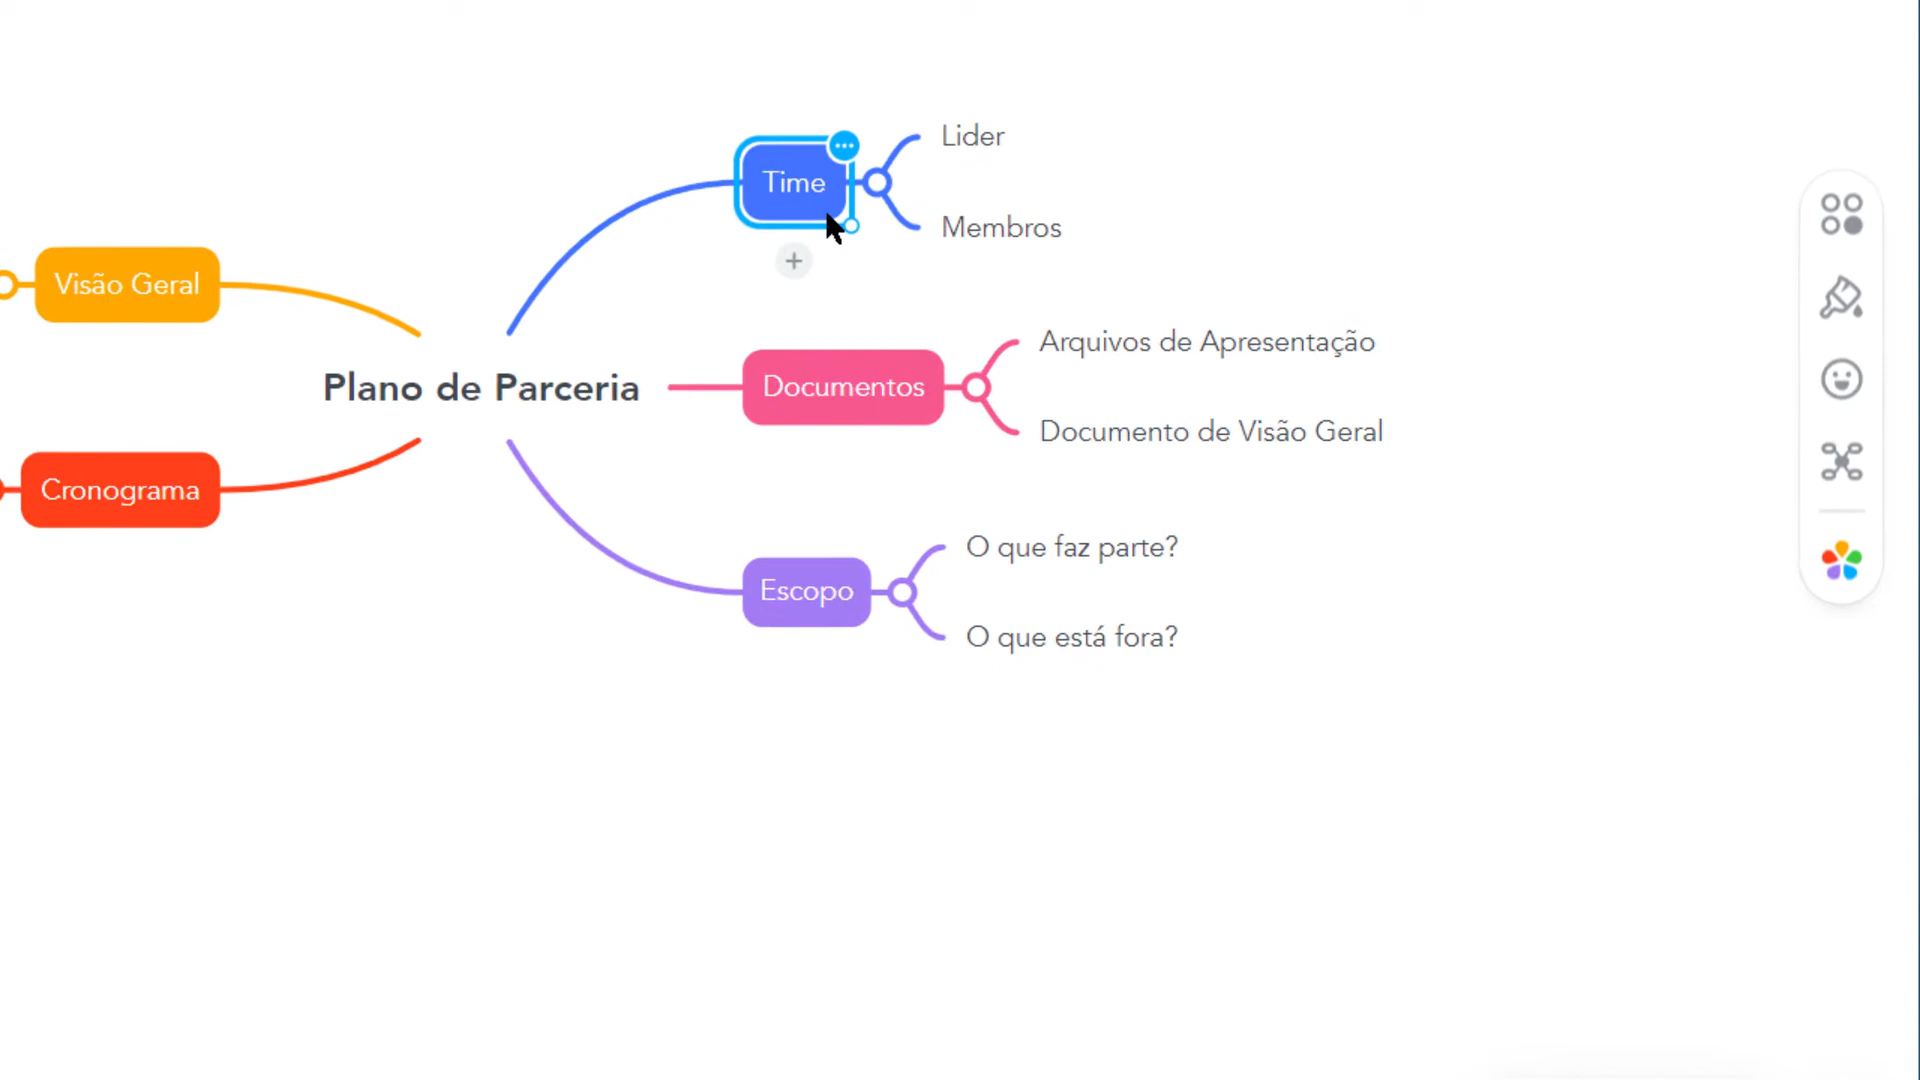 Lider
Time
Membros
Visão Geral
Arquivos de Apresentação
Plano de Parceria
Documentos
Documento de Visão Geral
Cronograma
O que faz parte?
Escopo
O que está fora?